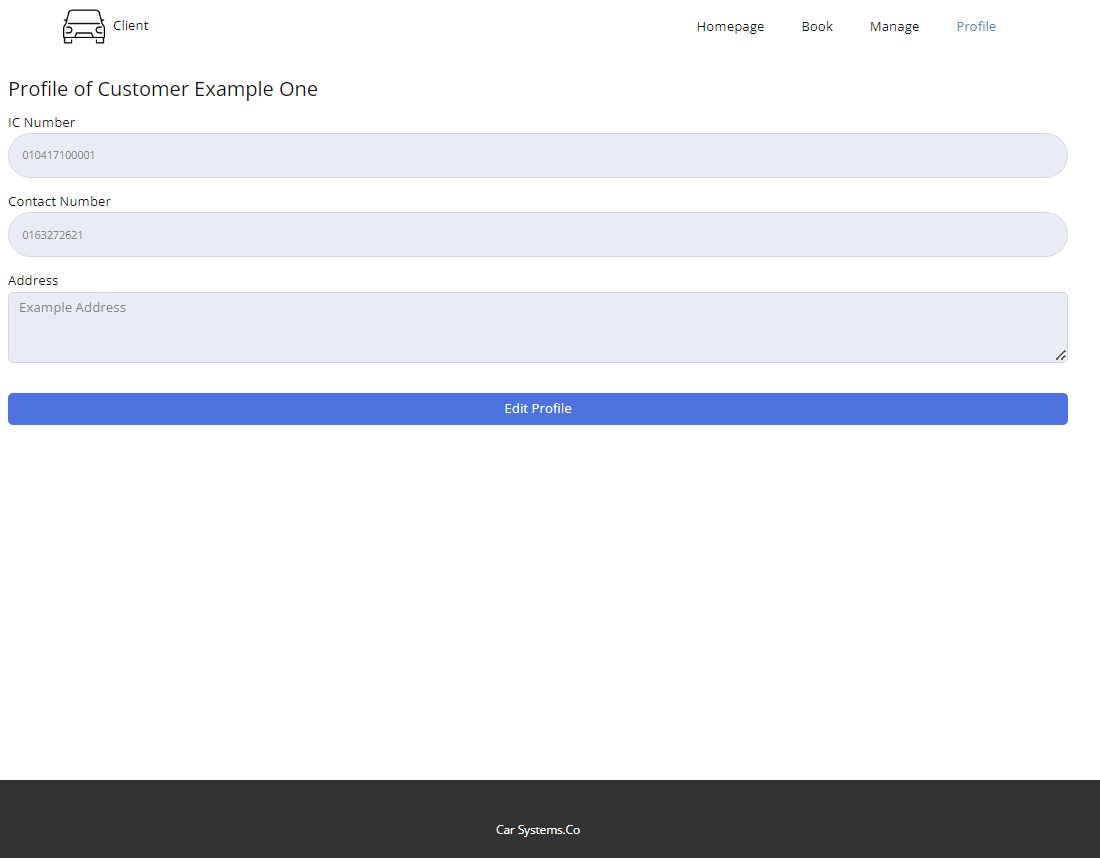 Client
Homepage Book Manage Profile
Profile of Customer Example One
IC Number
010417100001
Contact Number
0163272621
Address
Example Address
Edit Profile
Car Systems.Co